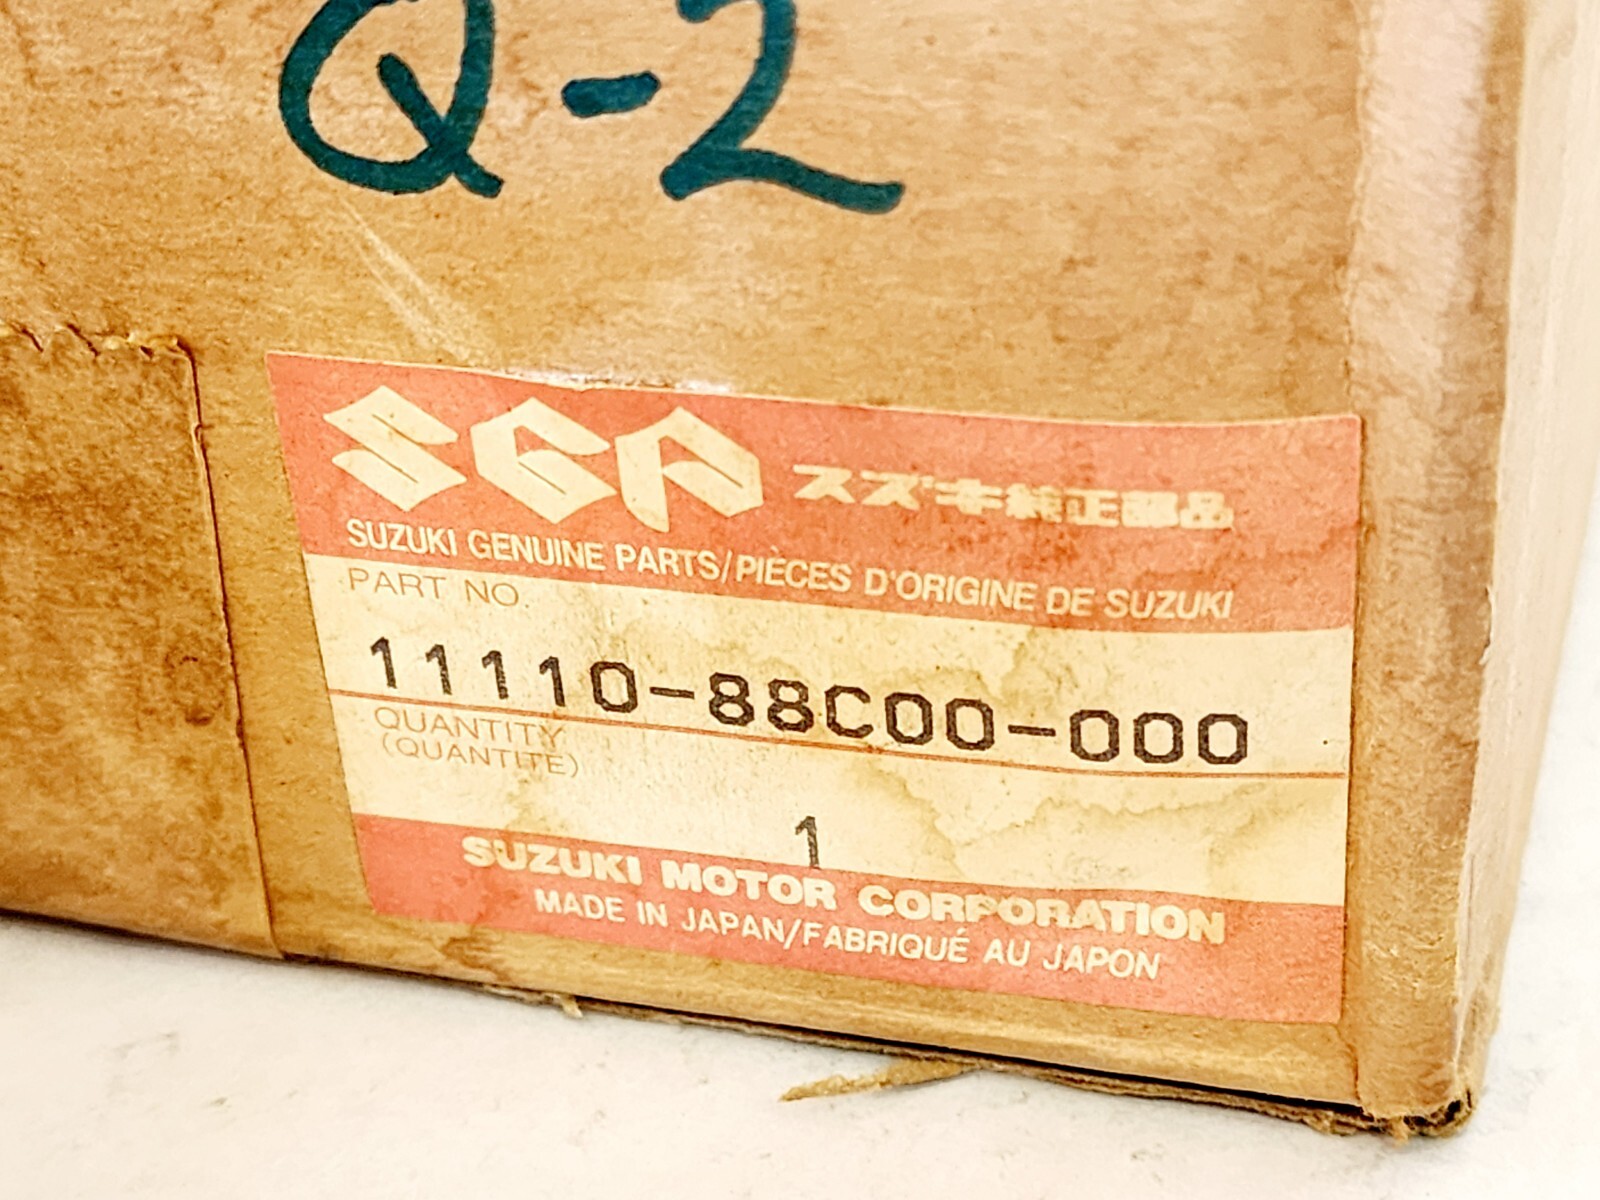 Q-2
SGP スズキ純正部品
SUZUKI GENUINE PARTS/PIÈCES D'ORIGINE DE SUZUKI
PART NO.
11110-88C00-000
QUANTITY
(QUANTITE)
1
SUZUKI MOTOR CORPORATION
MADE IN JAPAN/FABRIQUÉ AU JAPON